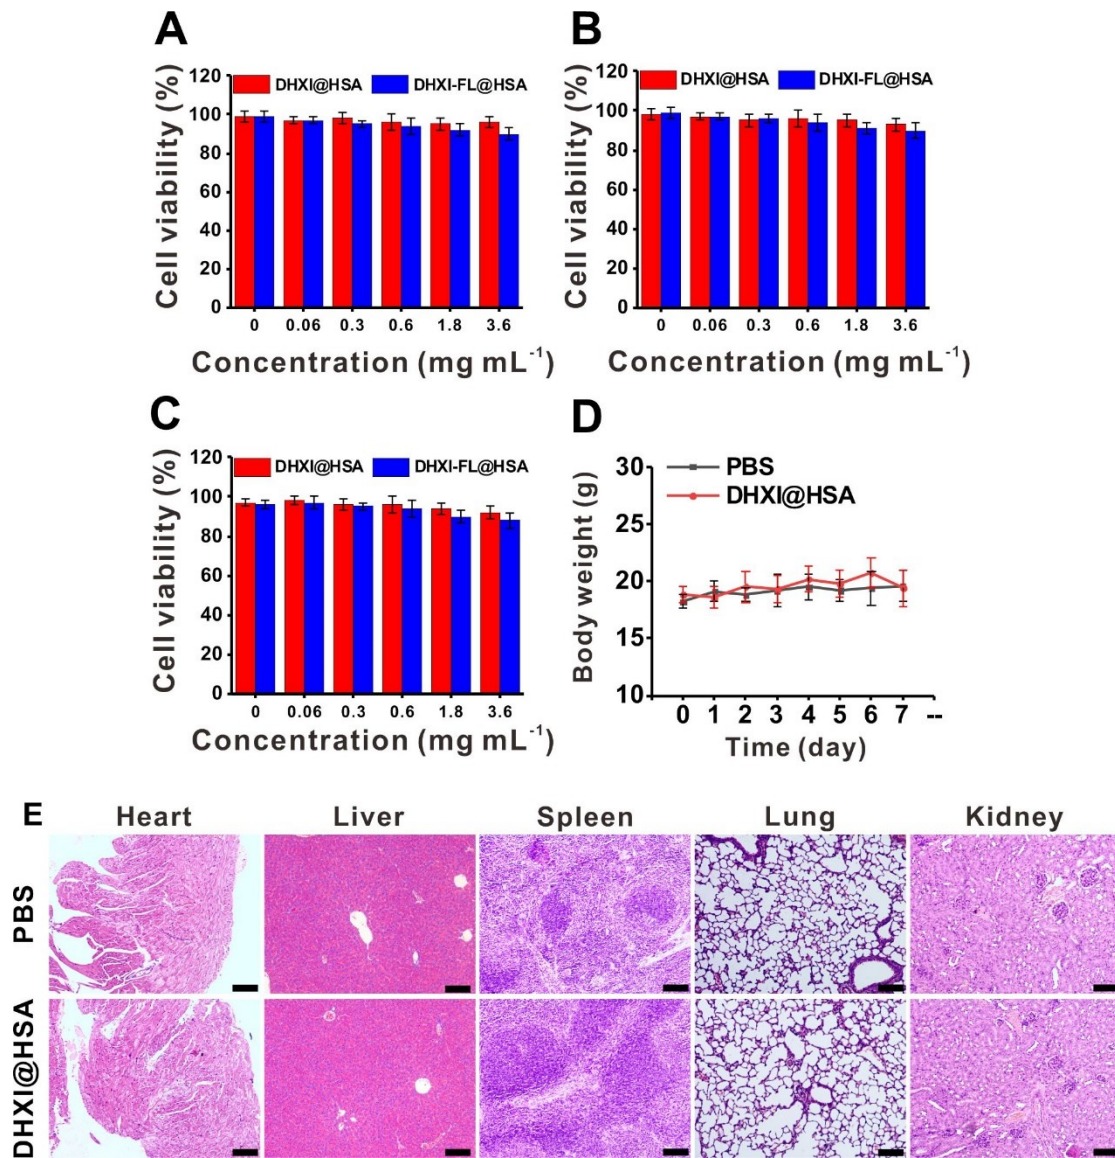 A
Cell viability (%)
120
100
80
60
40
20
0
DHXI@HSA
DHXI-FL@HSA
0 0.06 0.3 0.6 1.8 3.6
Concentration (mg mL-1)
B
Cell viability (%)
120
100
80
60
40
20
0
DHXI@HSA
DHXI-FL@HSA
0 0.06 0.3 0.6 1.8 3.6
Concentration (mg mL-1)
C
Cell viability (%)
120
100
80
60
40
20
0
DHXI@HSA
DHXI-FL@HSA
0 0.06 0.3 0.6 1.8 3.6
Concentration (mg mL-1)
D
Body weight (g)
30
25
20
15
10
PBS
DHXI@HSA
0 1 2 3 4 5 6 7 --
Time (day)
E
Heart Liver Spleen Lung Kidney
PBS
DHXI@HSA